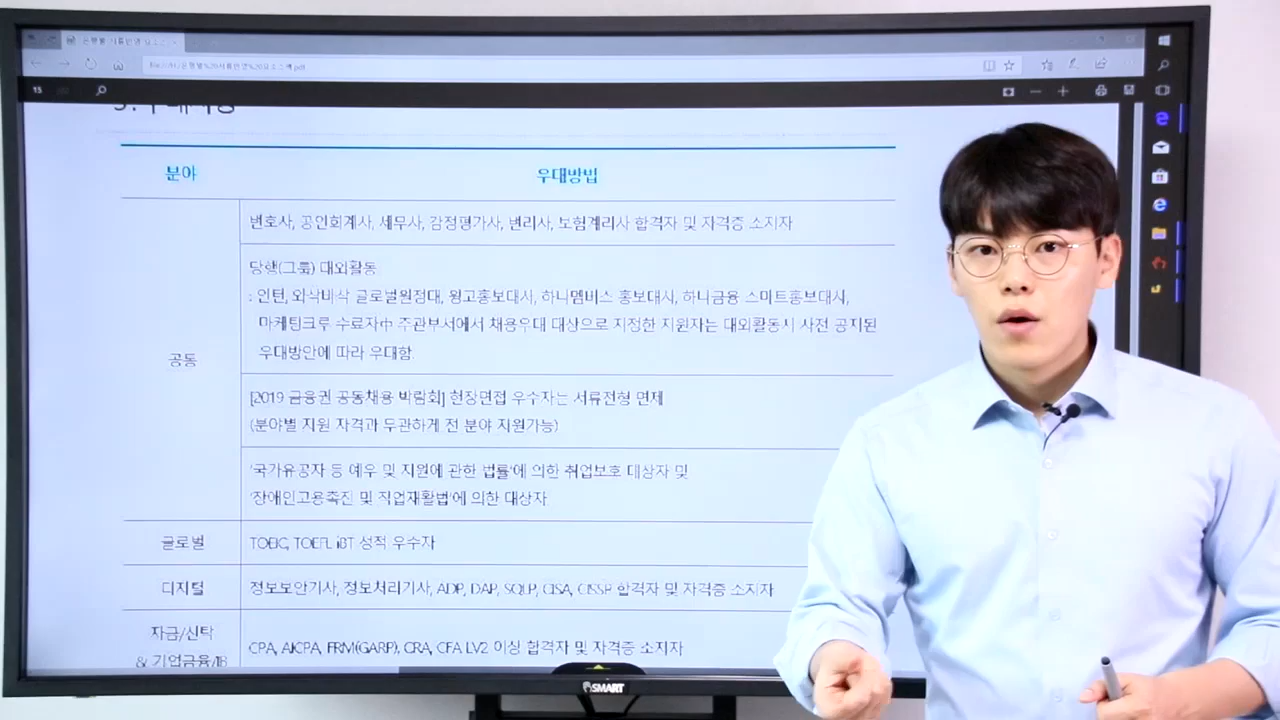 15
분야
우대방법
공통
변호사, 공인회계사, 세무사, 감정평가사, 변리사, 보험계리사 합격자 및 자격증 소지자
당행(그룹) 대외활동
: 인턴, 와삭바삭 글로벌원정대, 원고홍보대사, 하나멤버스 홍보대사, 하나금융 스마트홍보대사,
마케팅크루 수료자中 주관부서에서 채용우대 대상으로 지정한 지원자는 대외활동시 사전 공지된
우대방안에 따라 우대함.
[2019 금융권 공동채용 박람회] 현장면접 우수자는 서류전형 면제
(분야별 지원 자격과 무관하게 전 분야 지원가능)
'국가유공자 등 예우 및 지원에 관한 법률'에 의한 취업보호 대상자 및
'장애인고용촉진 및 직업재활법'에 의한 대상자
글로벌
TOEIC, TOEFL iBT 성적 우수자
디지털
정보보안기사, 정보처리기사, ADP, DAP, SQLP, CISA, CISSP 합격자 및 자격증 소지자
자금/신탁
& 기업금융/IB
CPA, AICPA, FRM(GARP), CRA, CFA LV2 이상 합격자 및 자격증 소지자
SMART